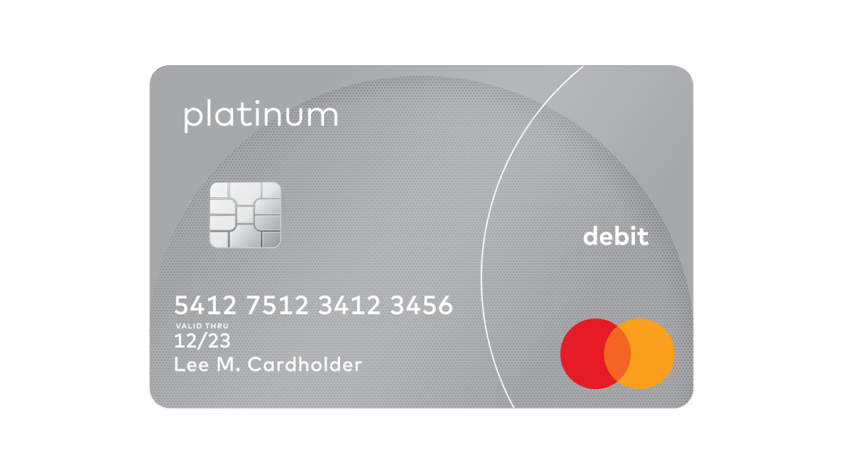 platinum
debit
5412 7512 3412 3456
VALID THRU
12/23
Lee M. Cardholder